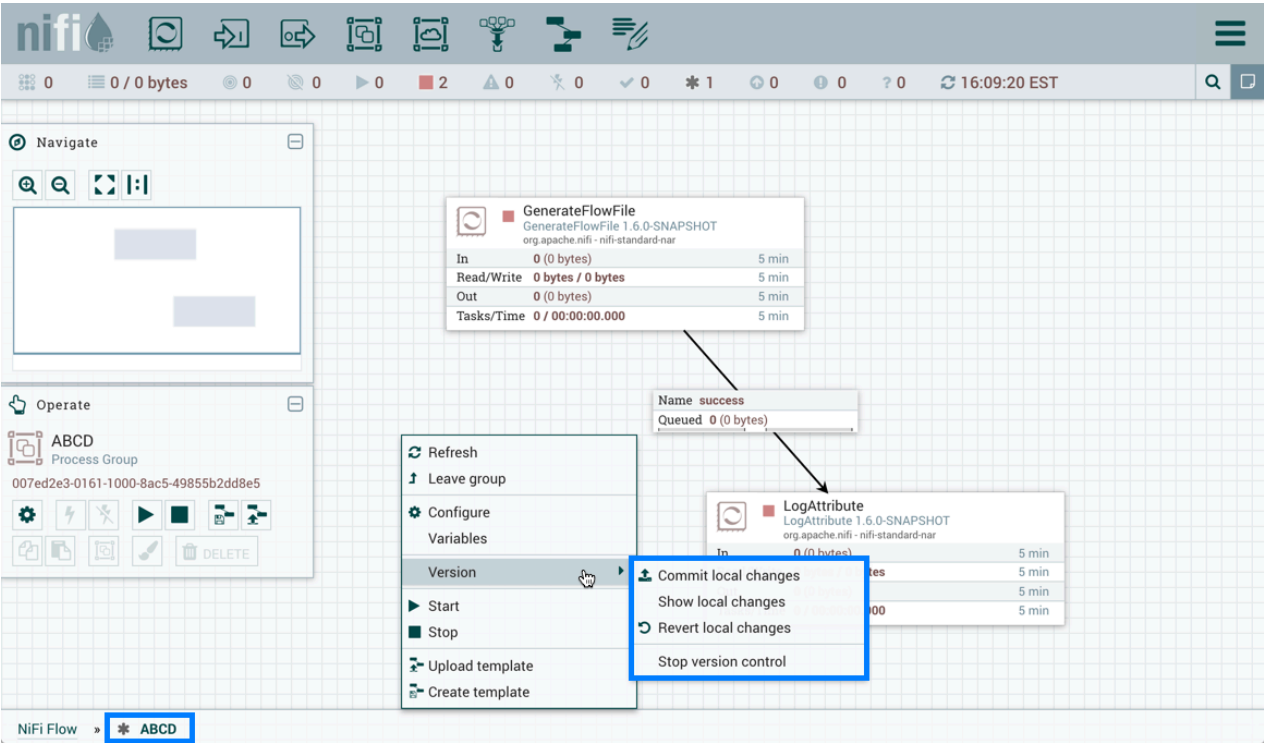 nifi
0 0 / 0 bytes 0 0 0 2 0 0 0 1 0 0 ? 0 16:09:20 EST
Navigate
Operate
ABCD
Process Group
007ed2e3-0161-1000-8ac5-49855b2dd8e5
DELETE
GenerateFlowFile
GenerateFlowFile 1.6.0-SNAPSHOT
org.apache.nifi - nifi-standard-nar
In 0 (0 bytes) 5 min
Read/Write 0 bytes / 0 bytes 5 min
Out 0 (0 bytes) 5 min
Tasks/Time 0 / 00:00:00.000 5 min
Name success
Queued 0 (0 bytes)
Refresh
Leave group
Configure
Variables
Version
Start
Stop
Upload template
Create template
LogAttribute
LogAttribute 1.6.0-SNAPSHOT
org.apache.nifi - nifi-standard-nar
In 0 (0 bytes) 5 min
5 min
5 min
5 min
Commit local changes
Show local changes
Revert local changes
Stop version control
NiFi Flow » ABCD